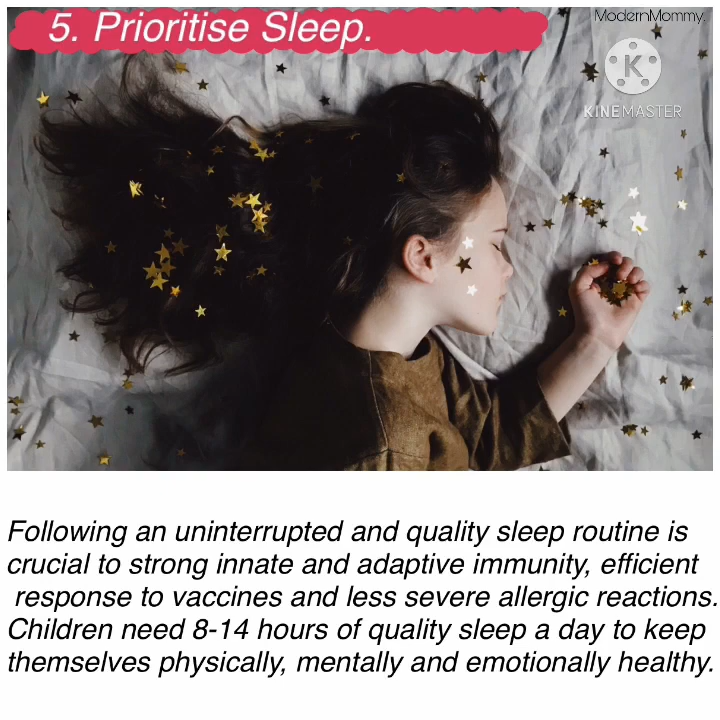 5. Prioritise Sleep.
ModernMommy.
K
KINEMASTER
Following an uninterrupted and quality sleep routine is
crucial to strong innate and adaptive immunity, efficient
response to vaccines and less severe allergic reactions.
Children need 8-14 hours of quality sleep a day to keep
themselves physically, mentally and emotionally healthy.